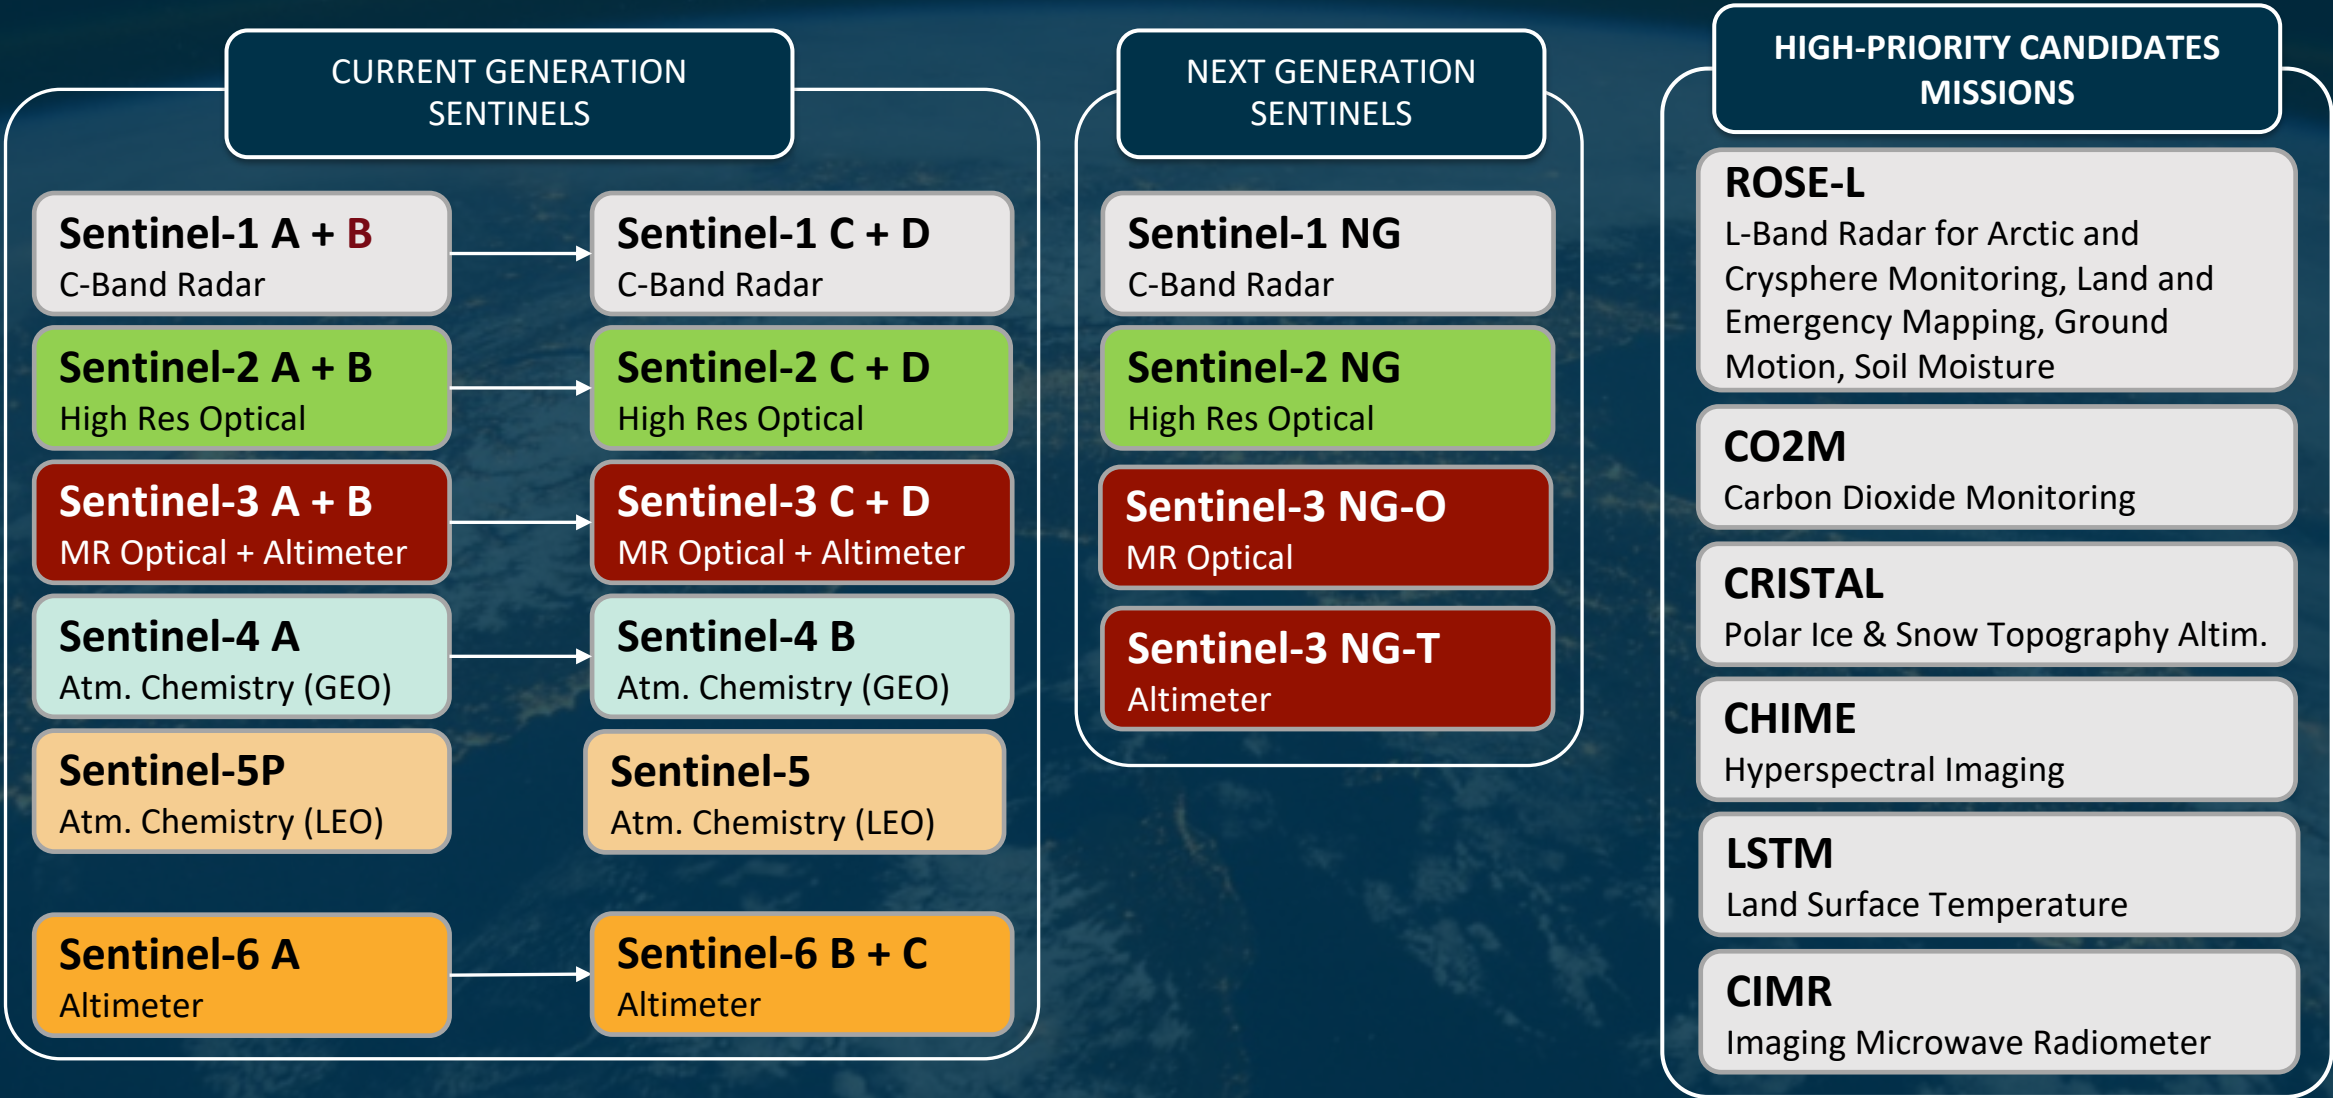 CURRENT GENERATION
SENTINELS
Sentinel-1 A + B
C-Band Radar
Sentinel-1 C + D
C-Band Radar
Sentinel-2 A + B
High Res Optical
Sentinel-2 C + D
High Res Optical
Sentinel-3 A + B
MR Optical + Altimeter
Sentinel-3 C + D
MR Optical + Altimeter
Sentinel-4 A
Atm. Chemistry (GEO)
Sentinel-4 B
Atm. Chemistry (GEO)
Sentinel-5P
Atm. Chemistry (LEO)
Sentinel-5
Atm. Chemistry (LEO)
Sentinel-6 A
Altimeter
Sentinel-6 B + C
Altimeter
NEXT GENERATION
SENTINELS
Sentinel-1 NG
C-Band Radar
Sentinel-2 NG
High Res Optical
Sentinel-3 NG-O
MR Optical
Sentinel-3 NG-T
Altimeter
HIGH-PRIORITY CANDIDATES
MISSIONS
ROSE-L
L-Band Radar for Arctic and
Crysphere Monitoring, Land and
Emergency Mapping, Ground
Motion, Soil Moisture
CO2M
Carbon Dioxide Monitoring
CRISTAL
Polar Ice & Snow Topography Altim.
CHIME
Hyperspectral Imaging
LSTM
Land Surface Temperature
CIMR
Imaging Microwave Radiometer